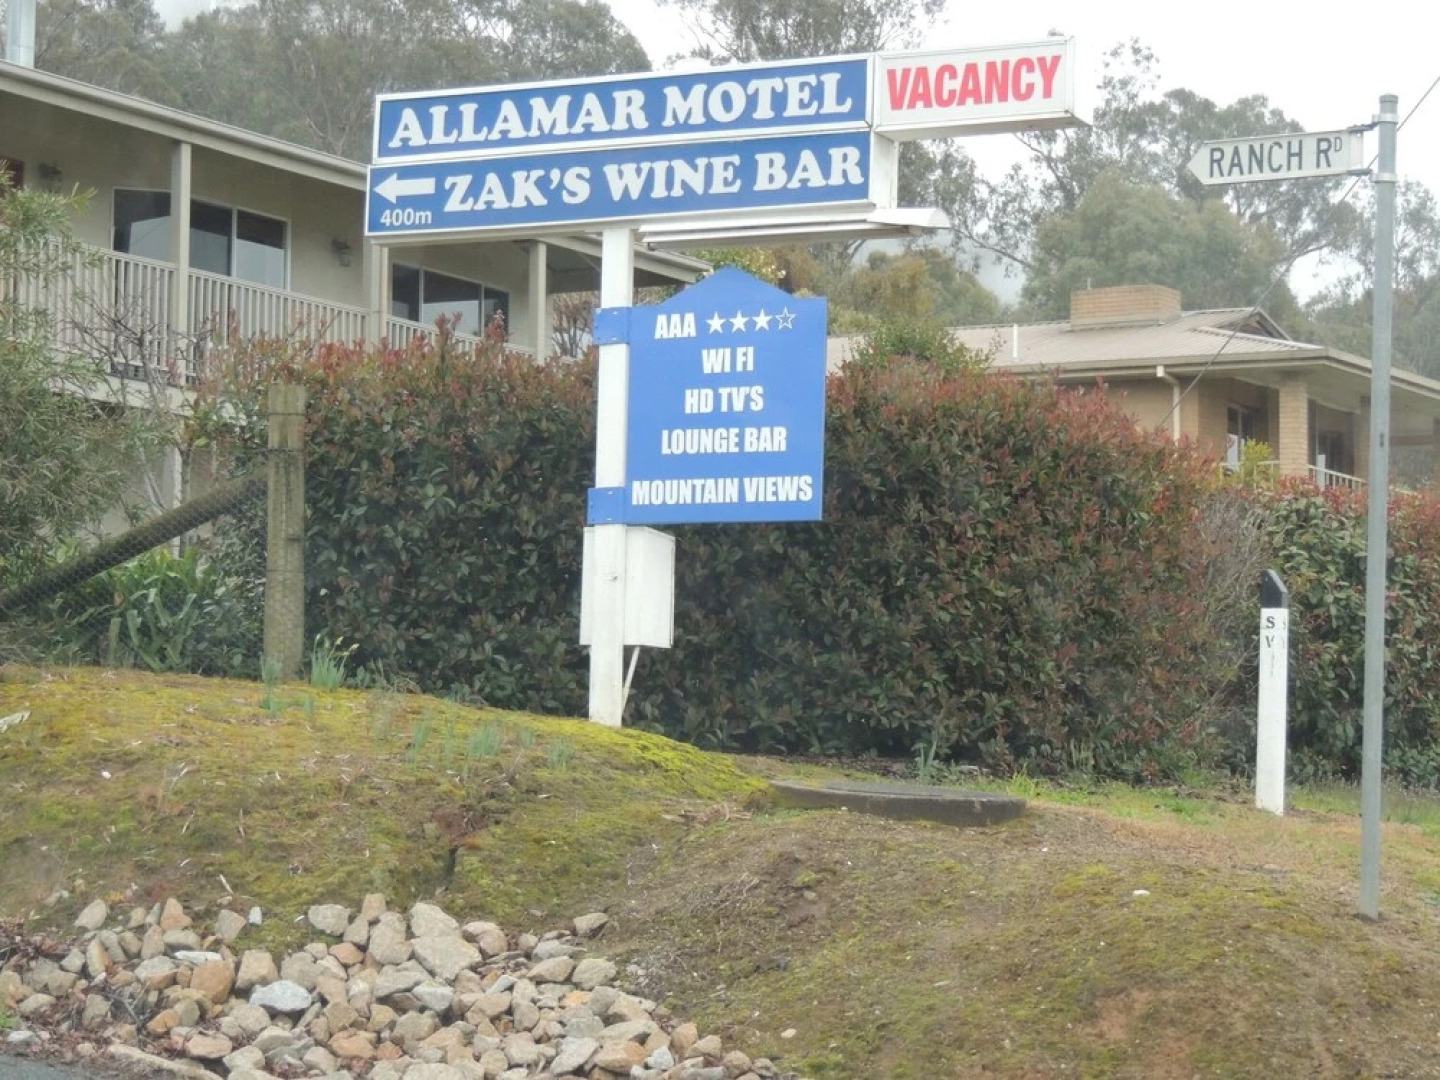 ALLAMAR MOTEL VACANCY
← ZAK'S WINE BAR
400m
RANCH RD
AAA ★★★☆
WI FI
HD TV'S
LOUNGE BAR
MOUNTAIN VIEWS
S
V